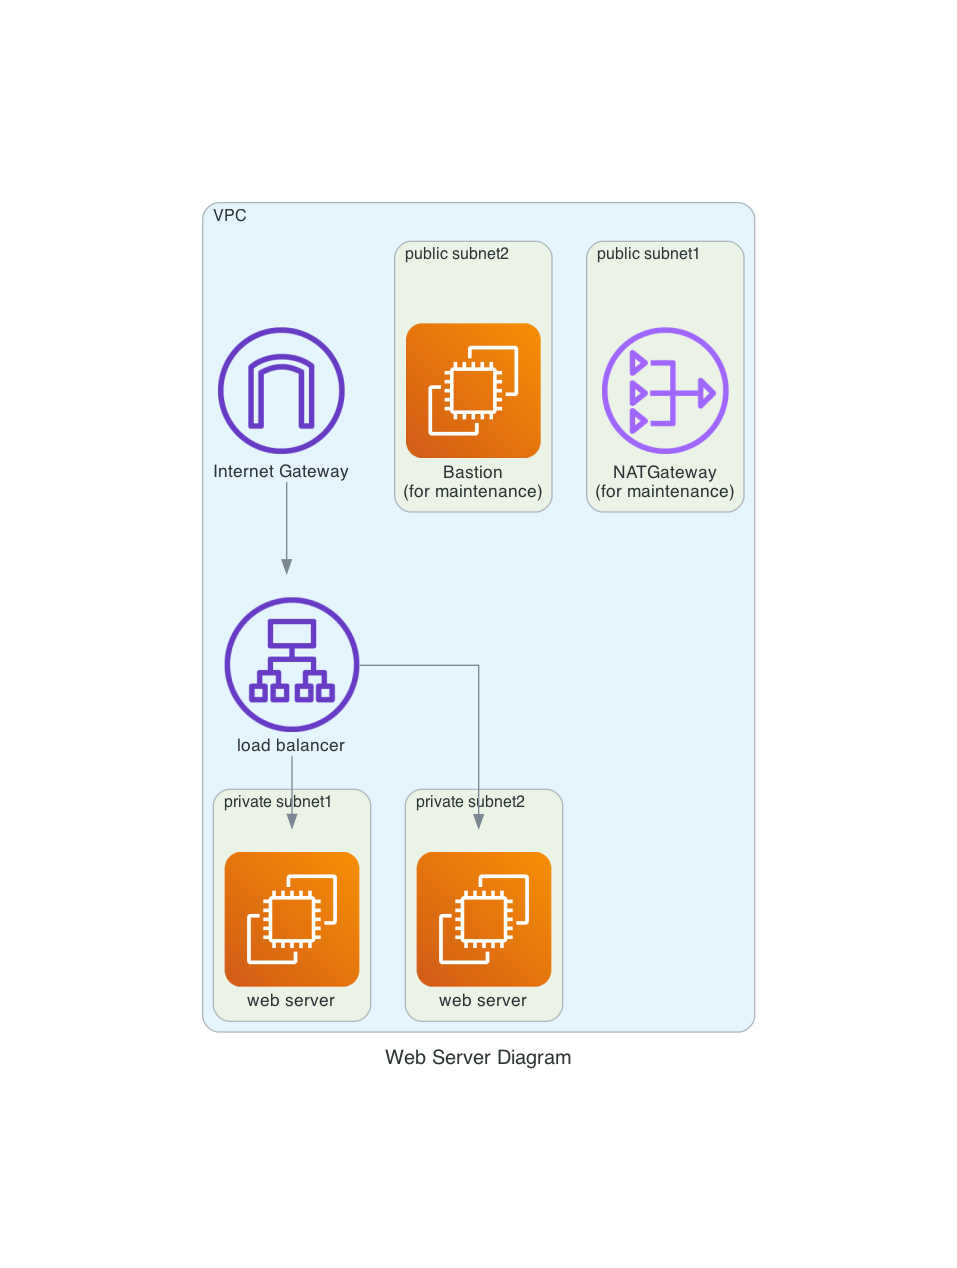 VPC
public subnet2
public subnet1
Internet Gateway
Bastion
(for maintenance)
NATGateway
(for maintenance)
load balancer
private subnet1
private subnet2
web server
web server
Web Server Diagram